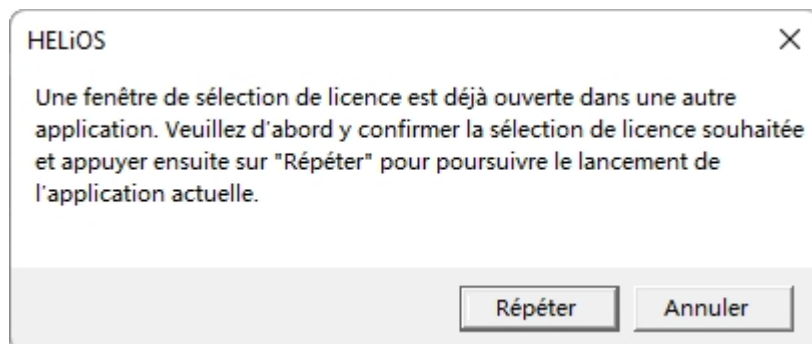 HELiOS
Une fenêtre de sélection de licence est déjà ouverte dans une autre
application. Veuillez d'abord y confirmer la sélection de licence souhaitée
et appuyer ensuite sur "Répéter" pour poursuivre le lancement de
l'application actuelle.
Répéter Annuler